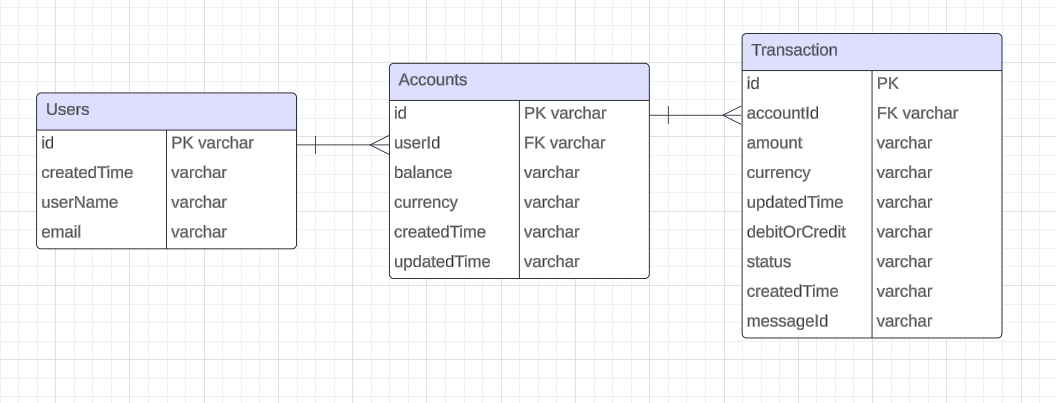 Users
id PK varchar
createdTime varchar
userName varchar
email varchar
Accounts
id PK varchar
userId FK varchar
balance varchar
currency varchar
createdTime varchar
updatedTime varchar
Transaction
id PK
accountId FK varchar
amount varchar
currency varchar
updatedTime varchar
debitOrCredit varchar
status varchar
createdTime varchar
messageId varchar